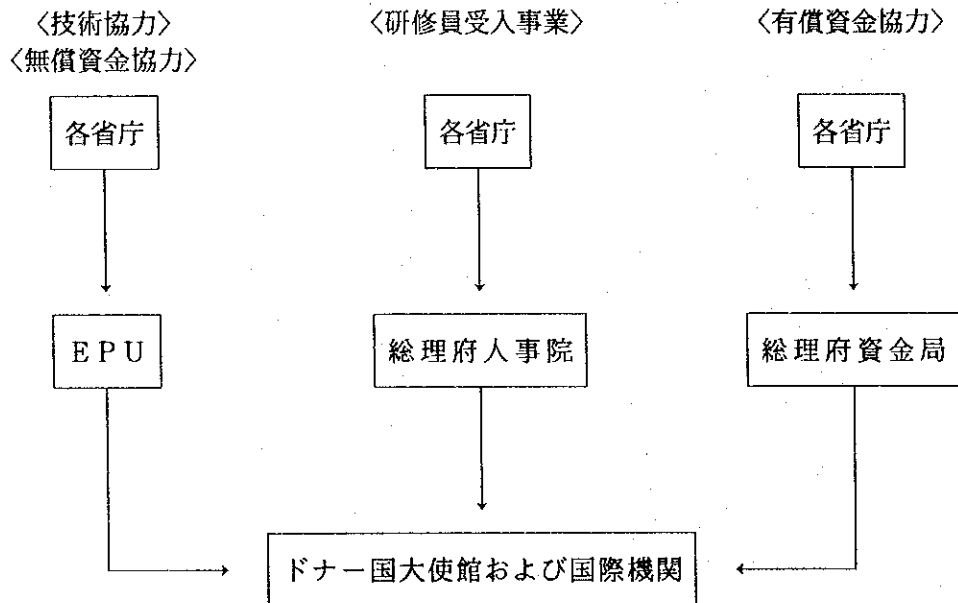 〈技術協力〉
〈無償資金協力〉
〈研修員受入事業〉
〈有償資金協力〉
各省庁
各省庁
各省庁
EPU
総理府人事院
総理府資金局
ドナー国大使館および国際機関